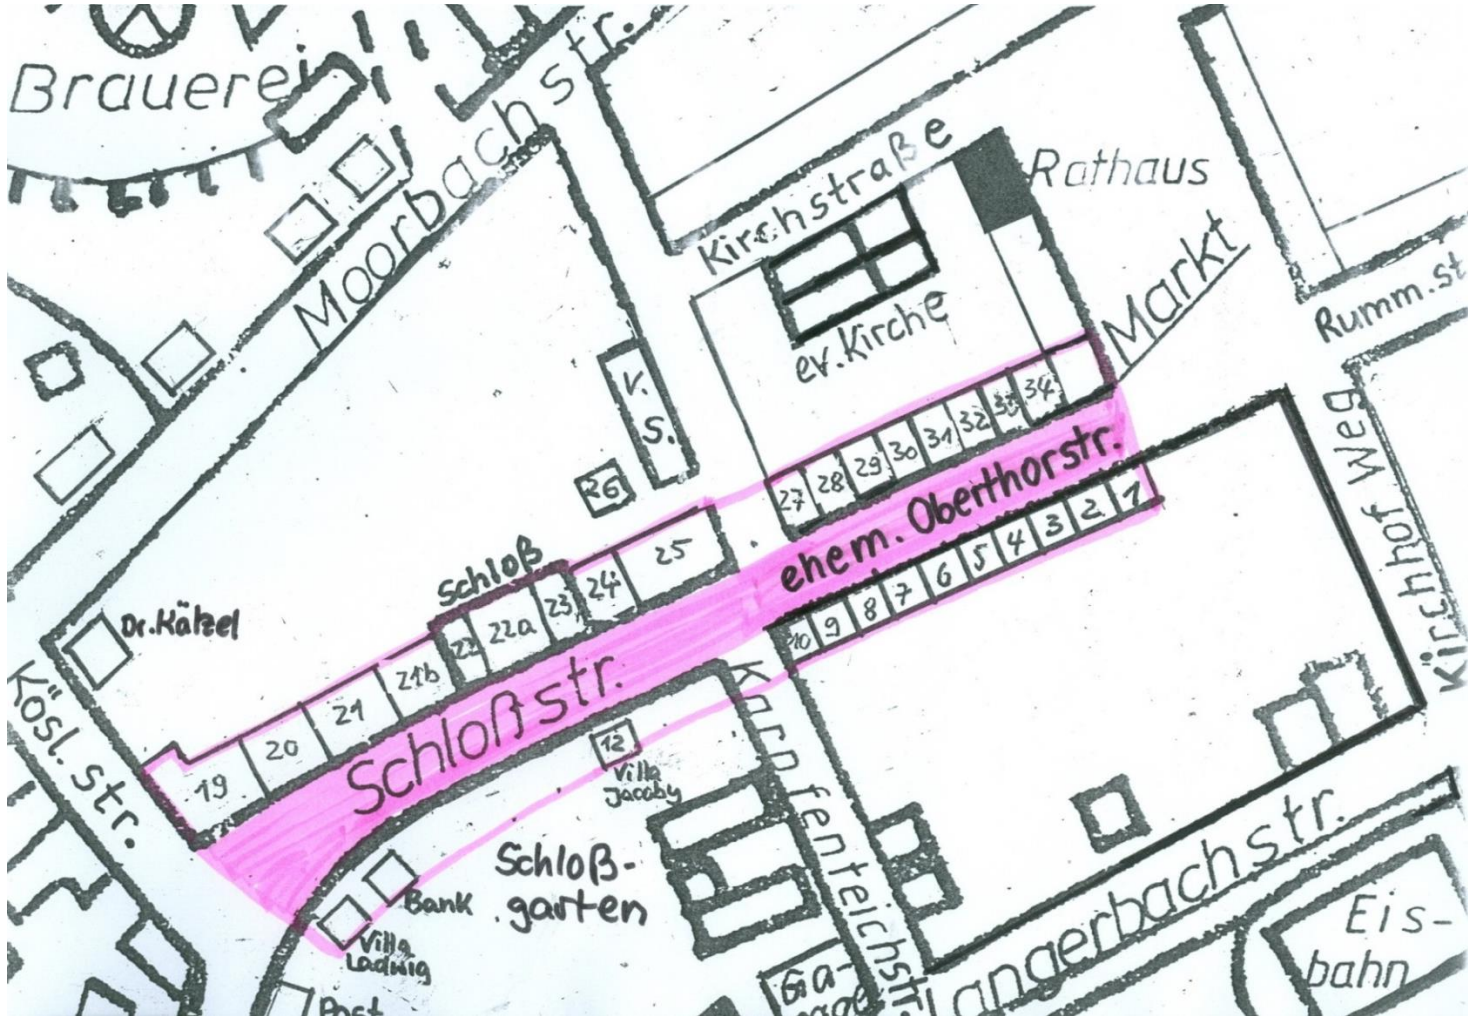 Brauerei
Moorbachstr.
Kirchstraße
Rathaus
Markt
Rumm.st
ev.Kirche
V.
S.
26
27
28
29
30
31
32
33
34
ehem. Oberthorstr.
1
2
3
4
5
6
7
8
9
10
Kirchhof Weg
Schloß
25
24
23
22a
22
21b
21
20
19
Dr.Kätzel
Kösl. str.
Schloßstr.
12
Villa
Jacoby
Karpfenteichstr.
Schloß-
garten
Bank
Villa
Ladwig
Post
Ga-
rage
Langerbachstr.
Eis-
bahn